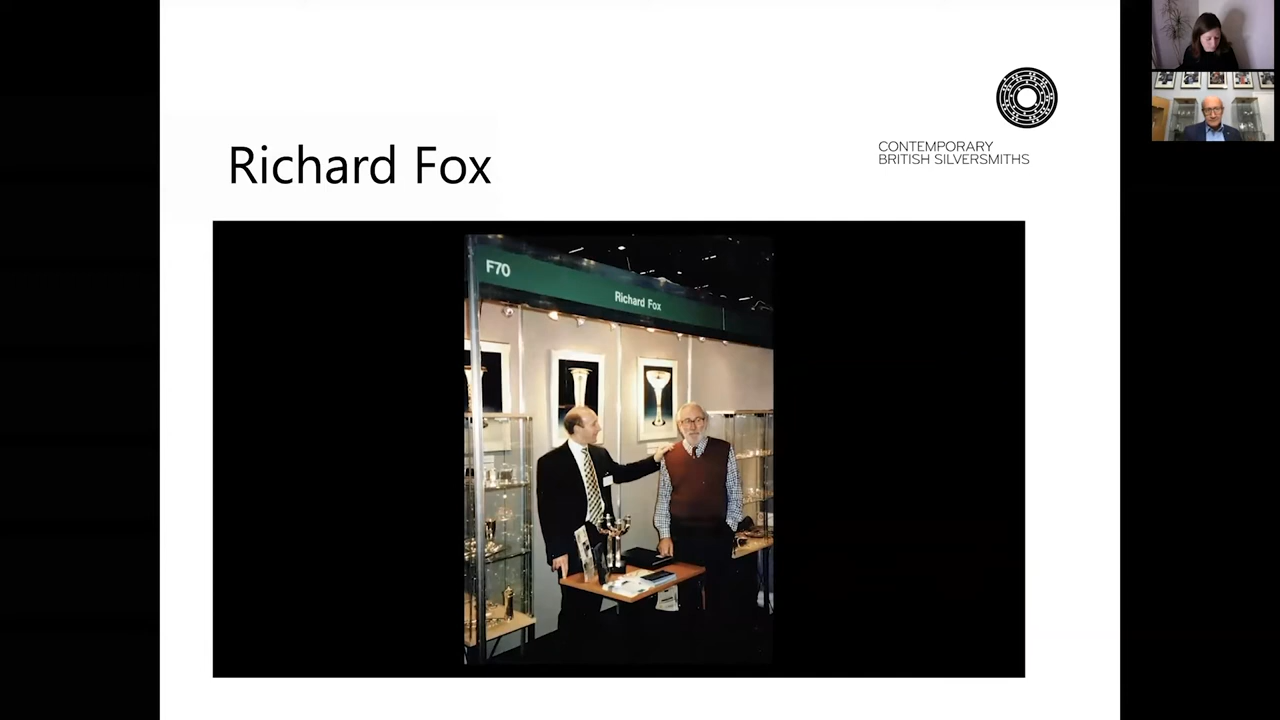 Richard Fox
CONTEMPORARY
BRITISH SILVERSMITHS
F70
Richard Fox